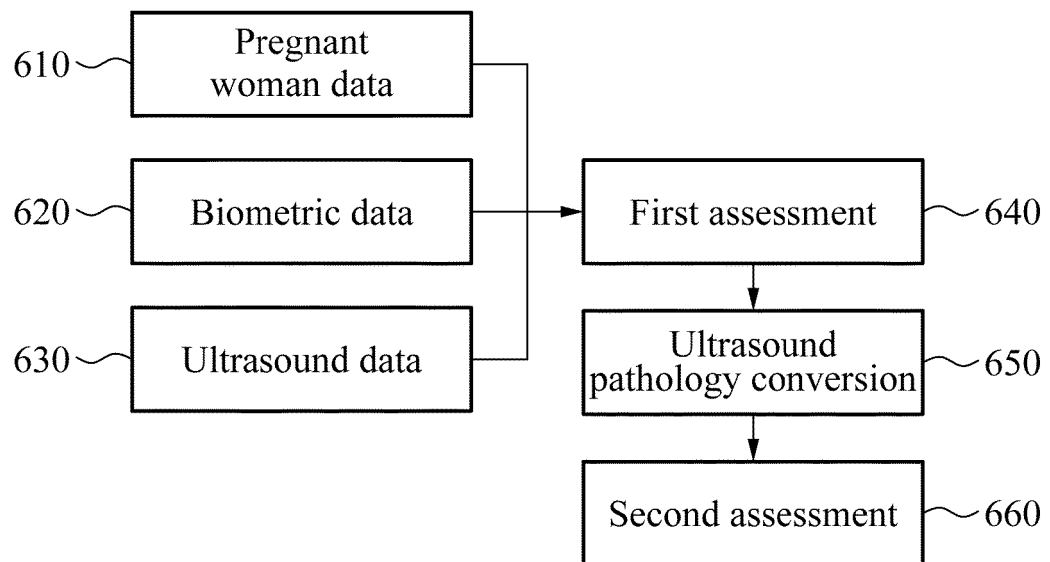 610
Pregnant
woman data
620
Biometric data
630
Ultrasound data
First assessment
640
Ultrasound
pathology conversion
650
Second assessment
660